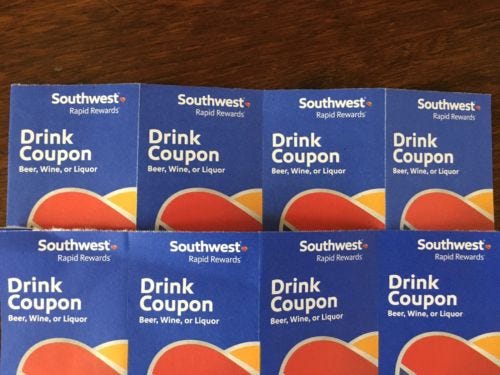 Southwest
Rapid Rewards
Drink
Coupon
Beer, Wine, or Liquor
Southwest
Rapid Rewards
Drink
Coupon
Beer, Wine, or Liquor
Southwest
Rapid Rewards
Drink
Coupon
Beer, Wine, or Liquor
Southwest
Rapid Rewards
Drink
Coupon
Beer, Wine, or Liquor
Southwest
Rapid Rewards
Drink
Coupon
Beer, Wine, or Liquor
Southwest
Rapid Rewards
Drink
Coupon
Beer, Wine, or Liquor
Southwest
Rapid Rewards
Drink
Coupon
Beer, Wine, or Liquor
Southwest
Rapid Rewards
Drink
Coupon
Beer, Wine, or Liquor